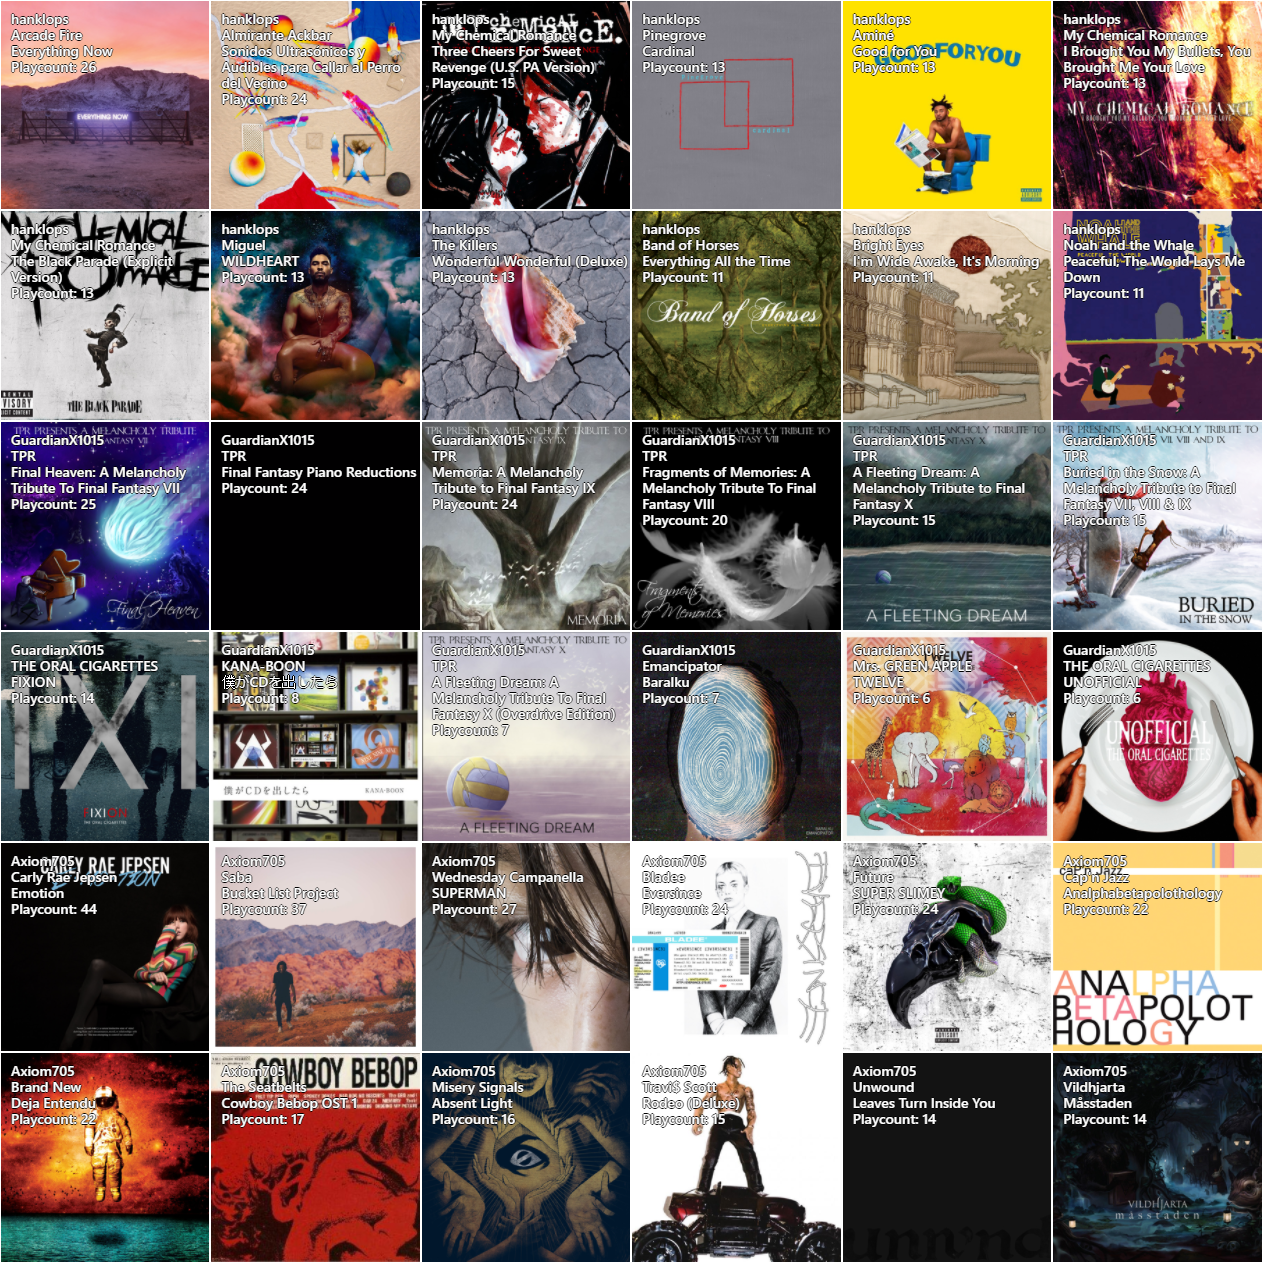 hanklops
Arcade Fire
Everything Now
Playcount: 26
EVERYTHING NOW
hanklops
Almirante Ackbar
Sonidos Ultrasónicos y
Audibles para Callar al Perro
del Vecino
Playcount: 24
hanklops
My Chemical Romance
Three Cheers For Sweet
Revenge (U.S. PA Version)
Playcount: 15
hanklops
Pinegrove
Cardinal
Playcount: 13
cardinal
hanklops
Aminé
Good for You
Playcount: 13
GOODFORYOU
hanklops
My Chemical Romance
I Brought You My Bullets, You
Brought Me Your Love
Playcount: 13
MY CHEMICAL ROMANCE
hanklops
My Chemical Romance
The Black Parade (Explicit
Version)
Playcount: 13
THE BLACK PARADE
hanklops
Miguel
WILDHEART
Playcount: 13
hanklops
The Killers
Wonderful Wonderful (Deluxe)
Playcount: 13
hanklops
Band of Horses
Everything All the Time
Playcount: 11
Band of Horses
hanklops
Bright Eyes
I'm Wide Awake, It's Morning
Playcount: 11
hanklops
Noah and the Whale
Peaceful, The World Lays Me
Down
Playcount: 11
TPR PRESENTS A MELANCHOLY TRIBUTE TO
GuardianX1015
TPR
Final Heaven: A Melancholy
Tribute To Final Fantasy VII
Playcount: 25
Final Heaven
GuardianX1015
TPR
Final Fantasy Piano Reductions
Playcount: 24
TPR PRESENTS A MELANCHOLY TRIBUTE TO
GuardianX1015
TPR
Memoria: A Melancholy
Tribute to Final Fantasy IX
Playcount: 24
MEMORIA
TPR PRESENTS A MELANCHOLY TRIBUTE TO
GuardianX1015
TPR
Fragments of Memories: A
Melancholy Tribute To Final
Fantasy VIII
Playcount: 20
Fragments
of Memories
TPR PRESENTS A MELANCHOLY TRIBUTE TO
GuardianX1015
TPR
A Fleeting Dream: A
Melancholy Tribute to Final
Fantasy X
Playcount: 15
A FLEETING DREAM
TPR PRESENTS A MELANCHOLY TRIBUTE TO
GuardianX1015
TPR
Buried in the Snow: A
Melancholy Tribute to Final
Fantasy VII, VIII & IX
Playcount: 15
BURIED
IN THE SNOW
GuardianX1015
THE ORAL CIGARETTES
FIXION
Playcount: 14
FIXION
GuardianX1015
KANA-BOON
僕がCDを出したら
Playcount: 8
僕がCDを出したら
KANA-BOON
TPR PRESENTS A MELANCHOLY TRIBUTE TO
GuardianX1015
TPR
A Fleeting Dream: A
Melancholy Tribute To Final
Fantasy X (Overdrive Edition)
Playcount: 7
A FLEETING DREAM
GuardianX1015
Emancipator
Baralku
Playcount: 7
GuardianX1015
Mrs. GREEN APPLE
TWELVE
Playcount: 6
GuardianX1015
THE ORAL CIGARETTES
UNOFFICIAL
Playcount: 6
UNOFFICIAL
THE ORAL CIGARETTES
Axiom705
Carly Rae Jepsen
Emotion
Playcount: 44
Axiom705
Saba
Bucket List Project
Playcount: 37
Axiom705
Wednesday Campanella
SUPERMAN
Playcount: 27
Axiom705
Bladee
Eversince
Playcount: 24
BLADEE
Axiom705
Future
SUPER SLIMEY
Playcount: 24
Axiom705
Cap'n Jazz
Analphabetapolothology
Playcount: 22
ANALPHA
BETAPOLOT
HOLOGY
Axiom705
Brand New
Deja Entendu
Playcount: 22
Axiom705
The Seatbelts
Cowboy Bebop OST 1
Playcount: 17
COWBOY BEBOP
Axiom705
Misery Signals
Absent Light
Playcount: 16
Axiom705
Travi$ Scott
Rodeo (Deluxe)
Playcount: 15
Axiom705
Unwound
Leaves Turn Inside You
Playcount: 14
unwound
Axiom705
Vildhjarta
Måsstaden
Playcount: 14
VILDHJARTA
måsstaden